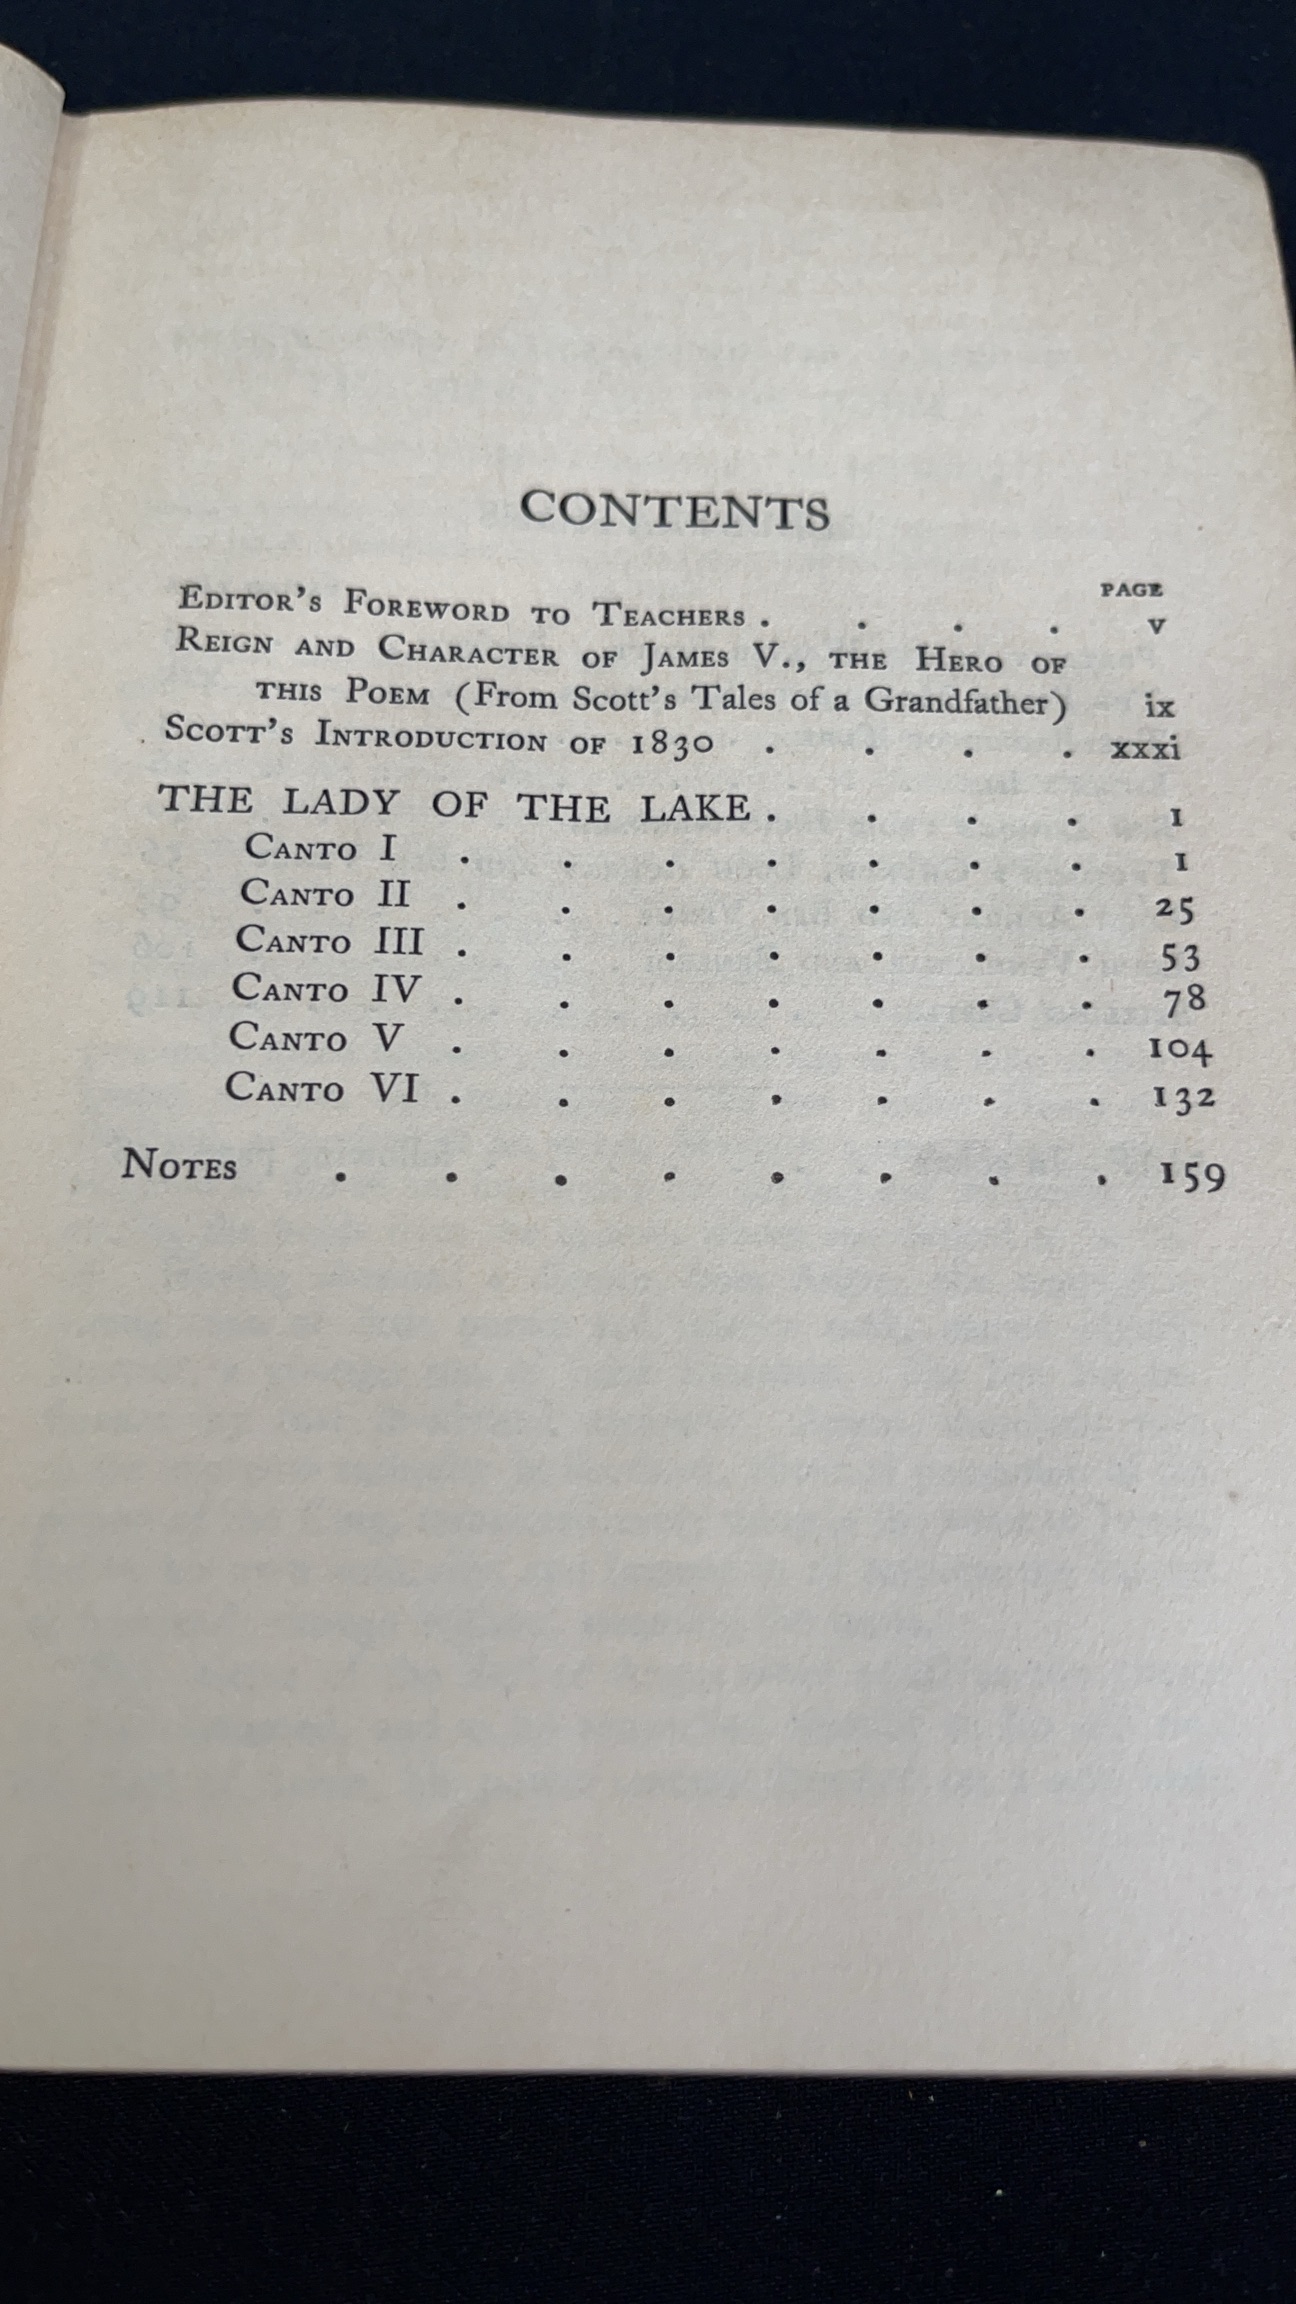 CONTENTS
PAGE
Editor's Foreword to Teachers . . . . v
Reign and Character of James V., the Hero of
this Poem (From Scott's Tales of a Grandfather) ix
Scott's Introduction of 1830 . . . . xxxi
THE LADY OF THE LAKE . . . . 1
Canto I . . . . . . . 1
Canto II . . . . . . . 25
Canto III . . . . . . . 53
Canto IV . . . . . . . 78
Canto V . . . . . . . 104
Canto VI . . . . . . . 132
Notes . . . . . . . . 159